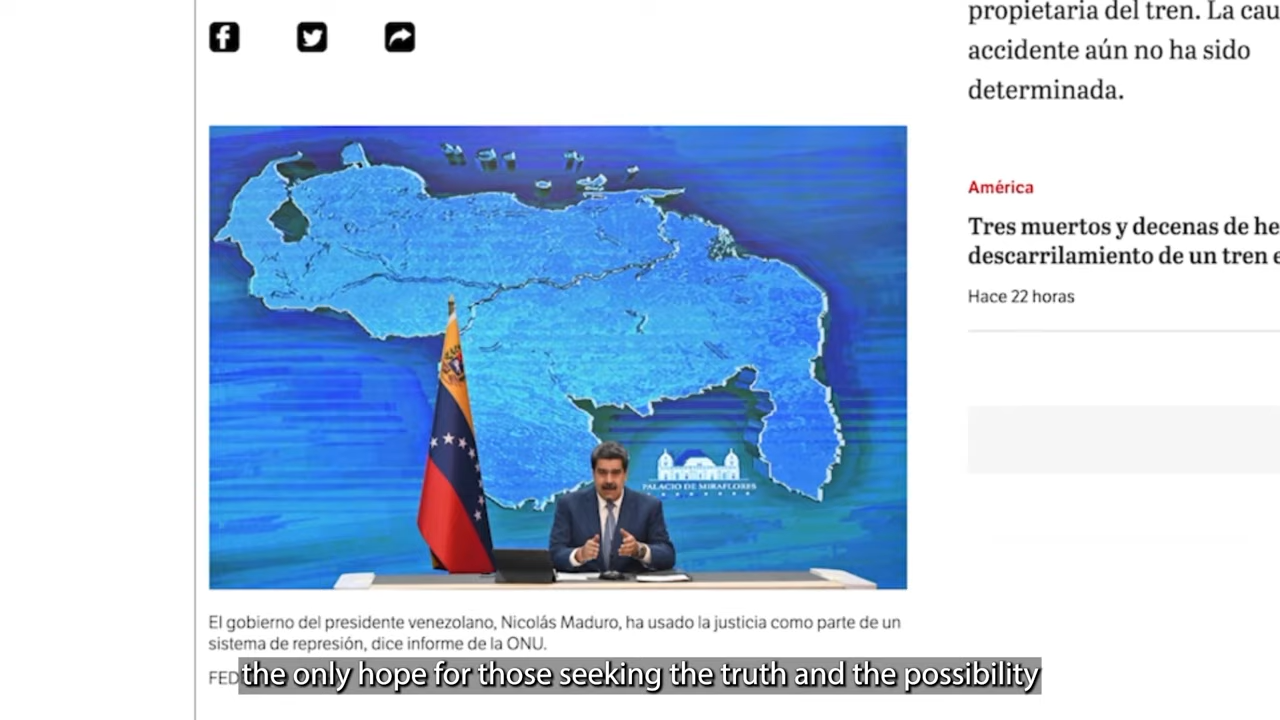 propietaria del tren. La cau
accidente aún no ha sido
determinada.
América
Tres muertos y decenas de he
descarrilamiento de un tren e
Hace 22 horas
PALACIO DE MIRAFLORES
El gobierno del presidente venezolano, Nicolás Maduro, ha usado la justicia como parte de un
sistema de represión, dice informe de la ONU.
FED
the only hope for those seeking the truth and the possibility